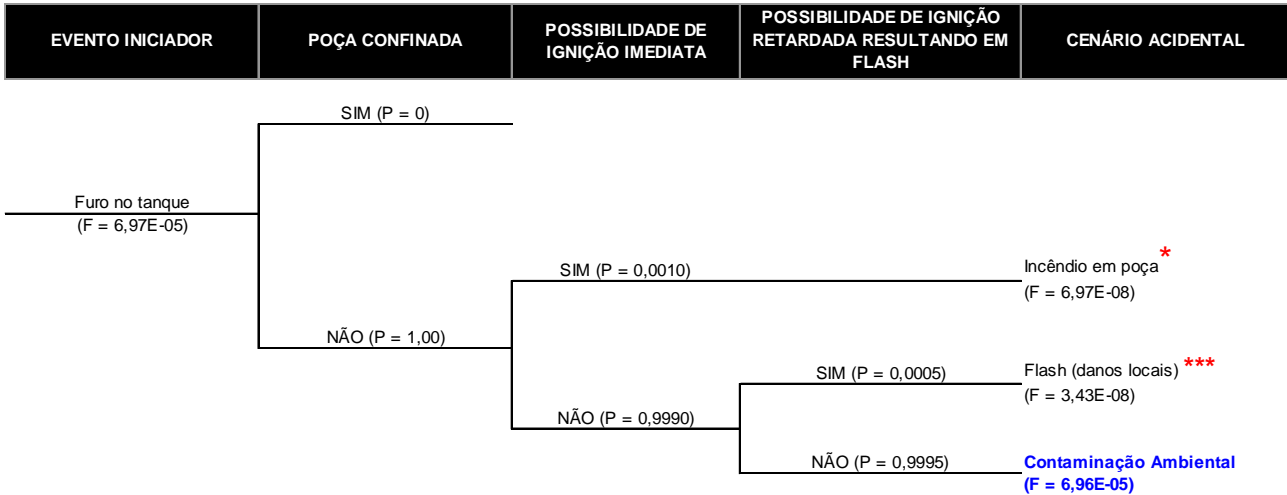 EVENTO INICIADOR
POÇA CONFINADA
POSSIBILIDADE DE
IGNIÇÃO IMEDIATA
POSSIBILIDADE DE IGNIÇÃO
RETARDADA RESULTANDO EM
FLASH
CENÁRIO ACIDENTAL
SIM (P = 0)
Furo no tanque
(F = 6,97E-05)
SIM (P = 0,0010)
Incêndio em poça *
(F = 6,97E-08)
NÃO (P = 1,00)
SIM (P = 0,0005)
Flash (danos locais) ***
(F = 3,43E-08)
NÃO (P = 0,9990)
NÃO (P = 0,9995)
Contaminação Ambiental
(F = 6,96E-05)